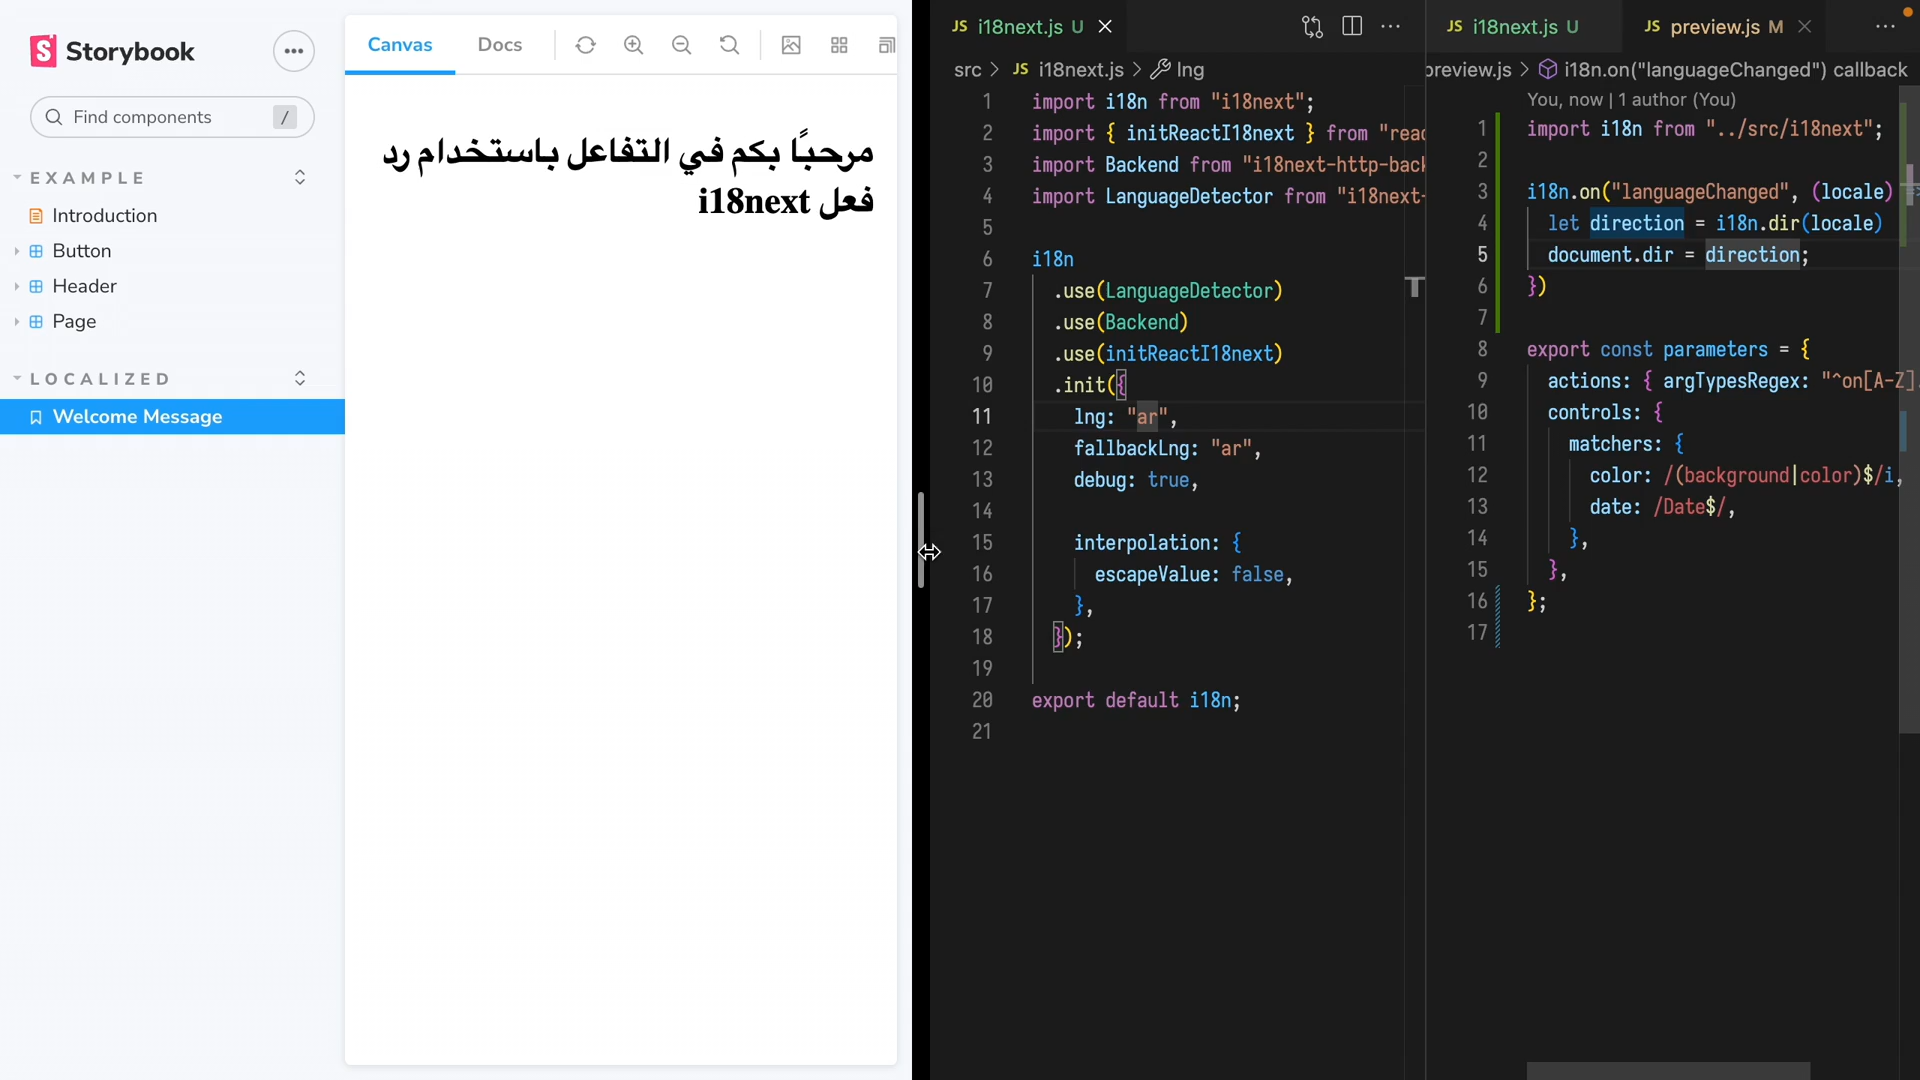 Storybook
Find components
/
EXAMPLE
Introduction
Button
Header
Page
LOCALIZED
Welcome Message
Canvas
Docs
مرحباً بكم في التفاعل باستخدام رد
فعل i18next
JS i18next.js U
src > JS i18next.js > lng
1 import i18n from "i18next";
2 import { initReactI18next } from "reac
3 import Backend from "i18next-http-back
4 import LanguageDetector from "i18next-
5
6 i18n
7 .use(LanguageDetector)
8 .use(Backend)
9 .use(initReactI18next)
10 .init({
11 lng: "ar",
12 fallbackLng: "ar",
13 debug: true,
14
15 interpolation: {
16 escapeValue: false,
17 },
18 });
19
20 export default i18n;
21
JS i18next.js U
JS preview.js M
preview.js > i18n.on("languageChanged") callback
You, now | 1 author (You)
1 import i18n from "../src/i18next";
2
3 i18n.on("languageChanged", (locale)
4 let direction = i18n.dir(locale)
5 document.dir = direction;
6 })
7
8 export const parameters = {
9 actions: { argTypesRegex: "^on[A-Z].
10 controls: {
11 matchers: {
12 color: /(background|color)$/i,
13 date: /Date$/,
14 },
15 },
16 };
17